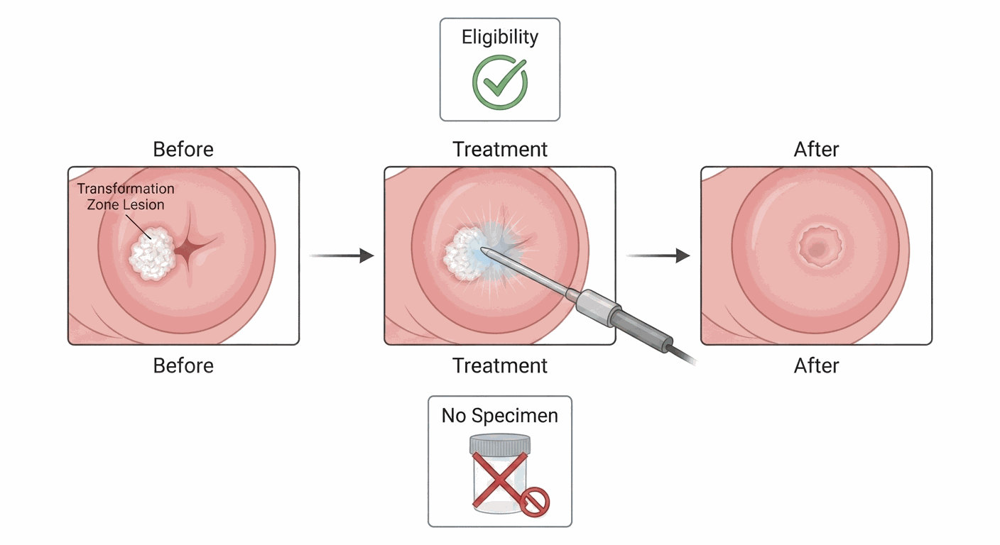 Eligibility
Before
Treatment
After
Transformation
Zone Lesion
Before
Treatment
After
No Specimen